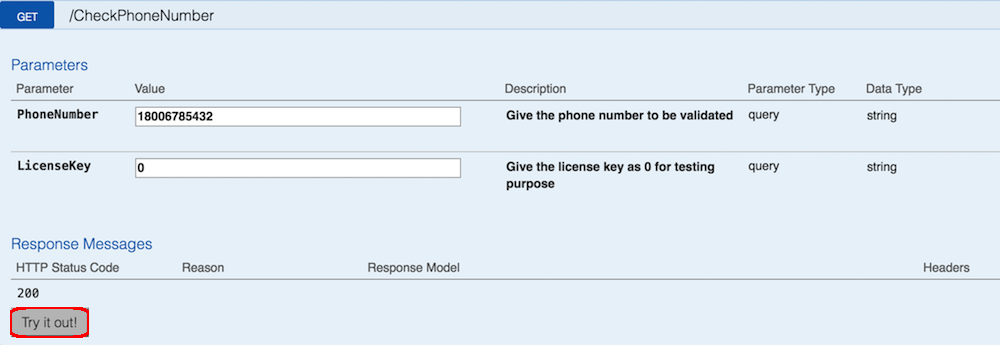 GET /CheckPhoneNumber
Parameters
Parameter Value Description Parameter Type Data Type
PhoneNumber 18006785432 Give the phone number to be validated query string
LicenseKey 0 Give the license key as 0 for testing query string
purpose
Response Messages
HTTP Status Code Reason Response Model Headers
200
Try it out!